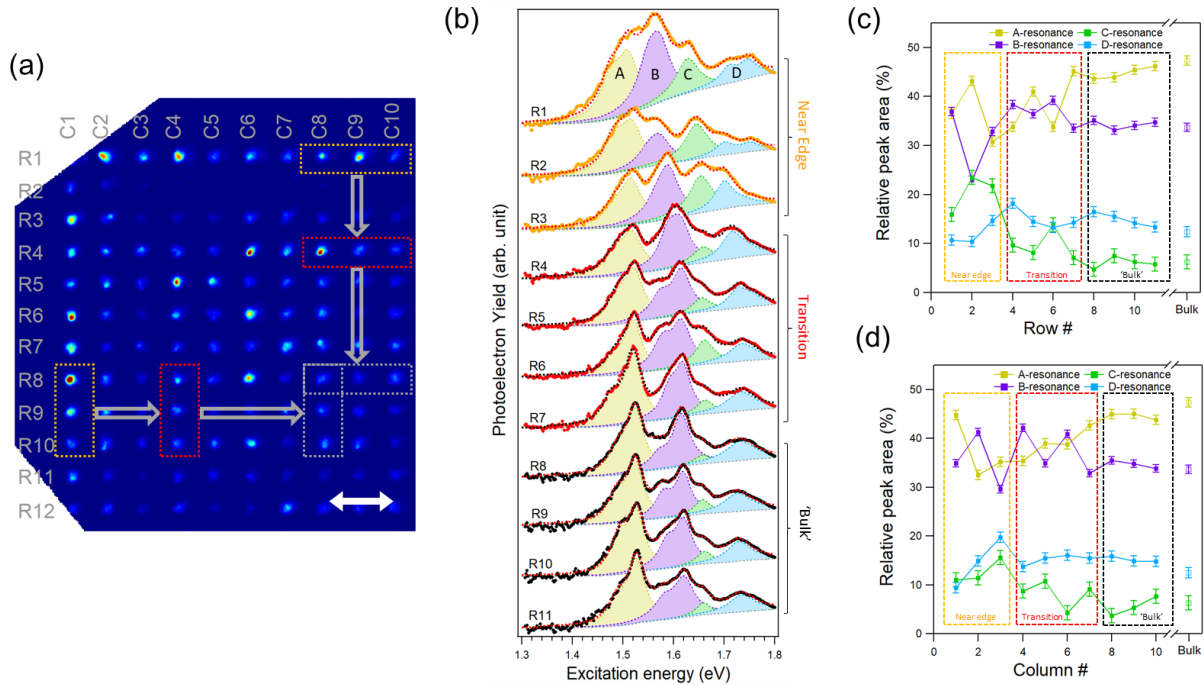 (a)
C1 C2 C3 C4 C5 C6 C7 C8 C9 C10
R1
R2
R3
R4
R5
R6
R7
R8
R9
R10
R11
R12
(b)
A B C D
R1
R2
R3
R4
R5
R6
R7
R8
R9
R10
R11
Near Edge
Transition
'Bulk'
Photoelectron Yield (arb. unit)
1.3 1.4 1.5 1.6 1.7 1.8
Excitation energy (eV)
(c)
A-resonance C-resonance
B-resonance D-resonance
50
40
30
20
10
0
Relative peak area (%)
Near edge Transition 'Bulk'
0 2 4 6 8 10 Bulk
Row #
(d)
A-resonance C-resonance
B-resonance D-resonance
50
40
30
20
10
0
Relative peak area (%)
Near edge Transition 'Bulk'
0 2 4 6 8 10 Bulk
Column #